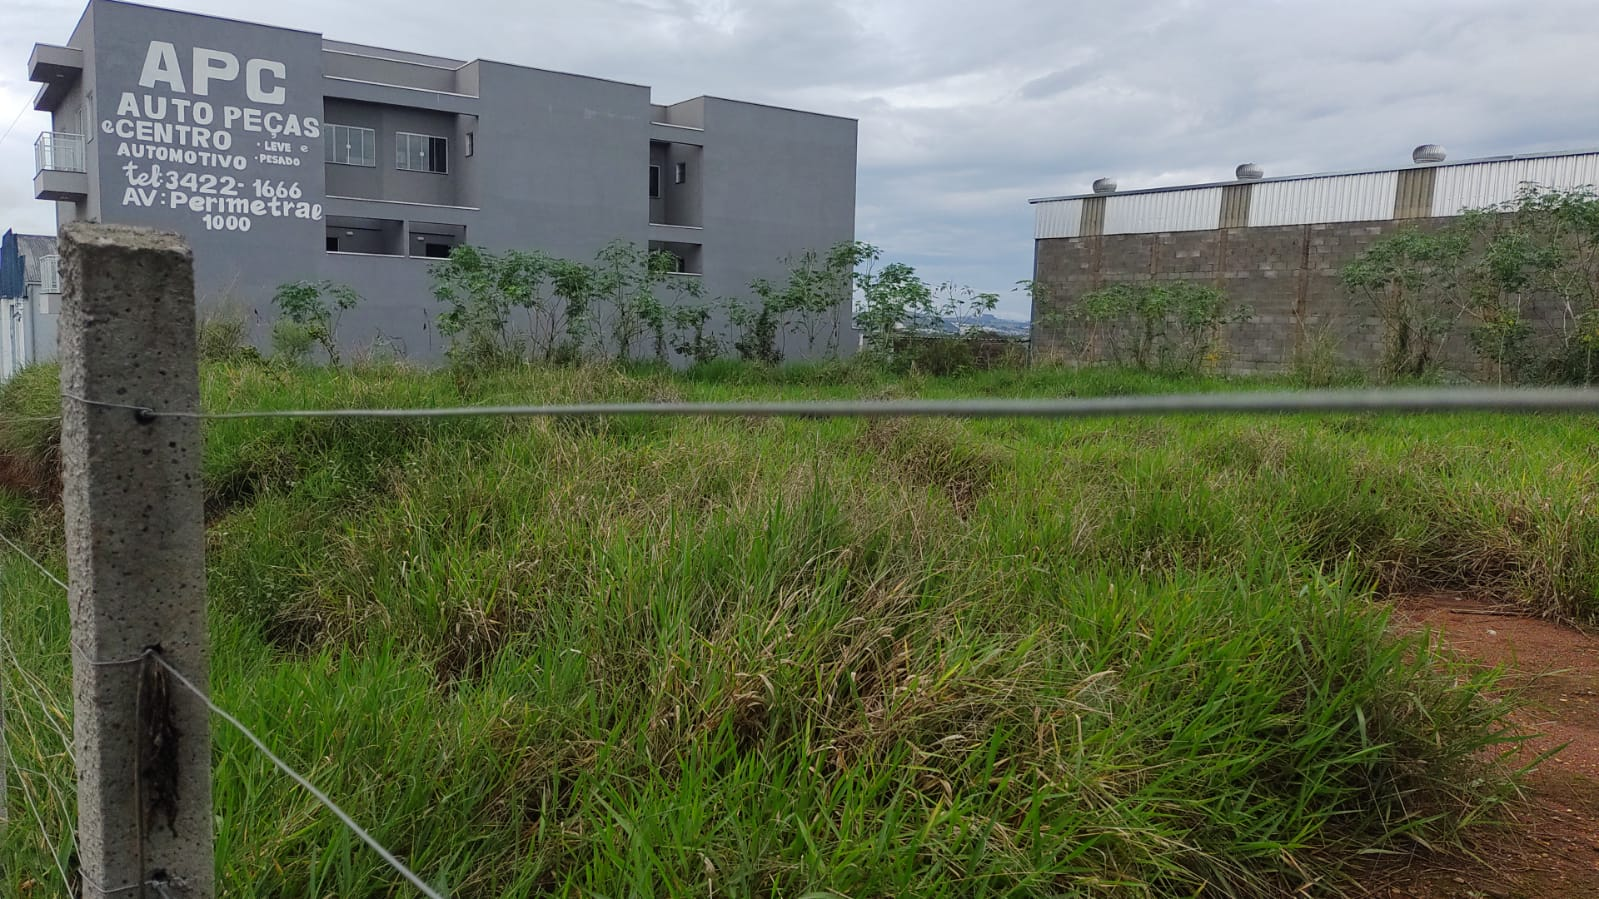 APC
AUTO PEÇAS
e CENTRO • LEVE e
AUTOMOTIVO • PESADO
tel: 3422-1666
AV: Perimetral
1000